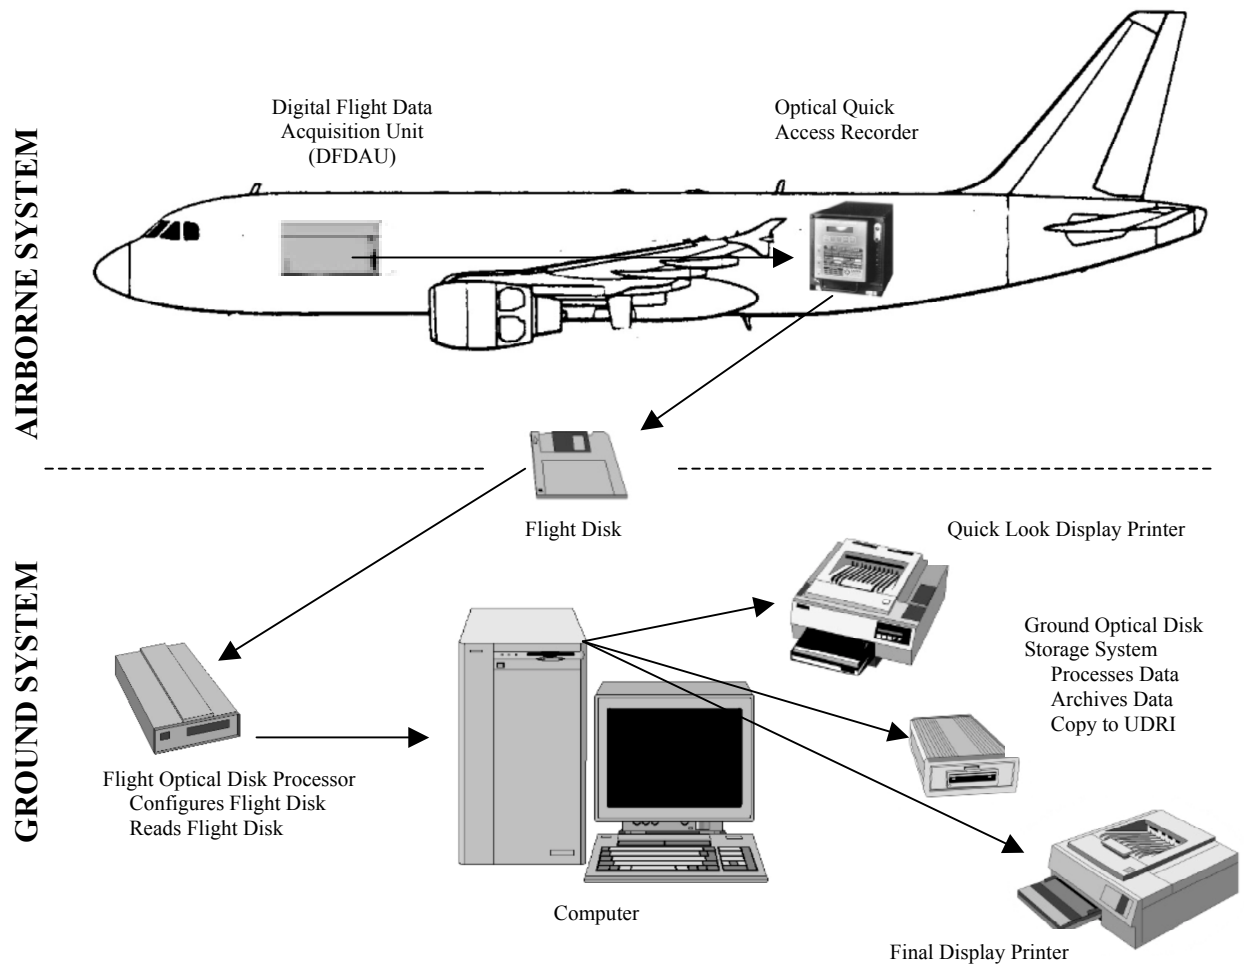 AIRBORNE SYSTEM
Digital Flight Data
Acquisition Unit
(DFDAU)
Optical Quick
Access Recorder
Flight Disk
GROUND SYSTEM
Quick Look Display Printer
Ground Optical Disk
Storage System
Processes Data
Archives Data
Copy to UDRI
Flight Optical Disk Processor
Configures Flight Disk
Reads Flight Disk
Computer
Final Display Printer